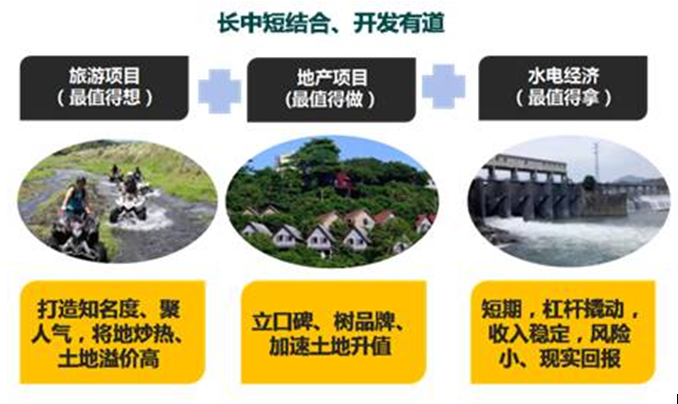 长中短结合、开发有道
旅游项目
（最值得想）
地产项目
(最值得做）
水电经济
（最值得拿）
打造知名度、聚
人气，将地炒热、
土地溢价高
立口碑、树品牌、
加速土地升值
短期，杠杆撬动，
收入稳定，风险
小、现实回报